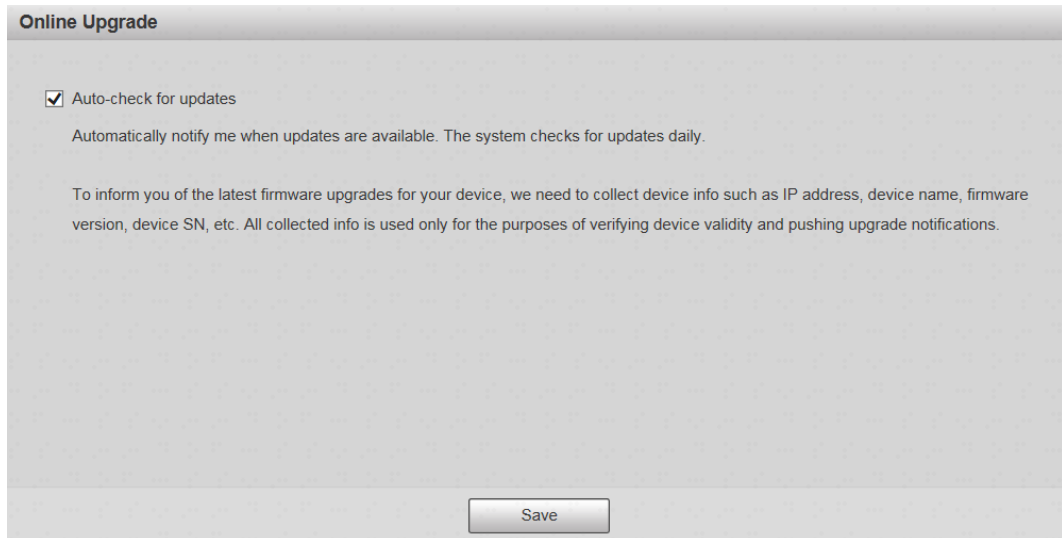 Online Upgrade
Auto-check for updates
Automatically notify me when updates are available. The system checks for updates daily.
To inform you of the latest firmware upgrades for your device, we need to collect device info such as IP address, device name, firmware
version, device SN, etc. All collected info is used only for the purposes of verifying device validity and pushing upgrade notifications.
Save